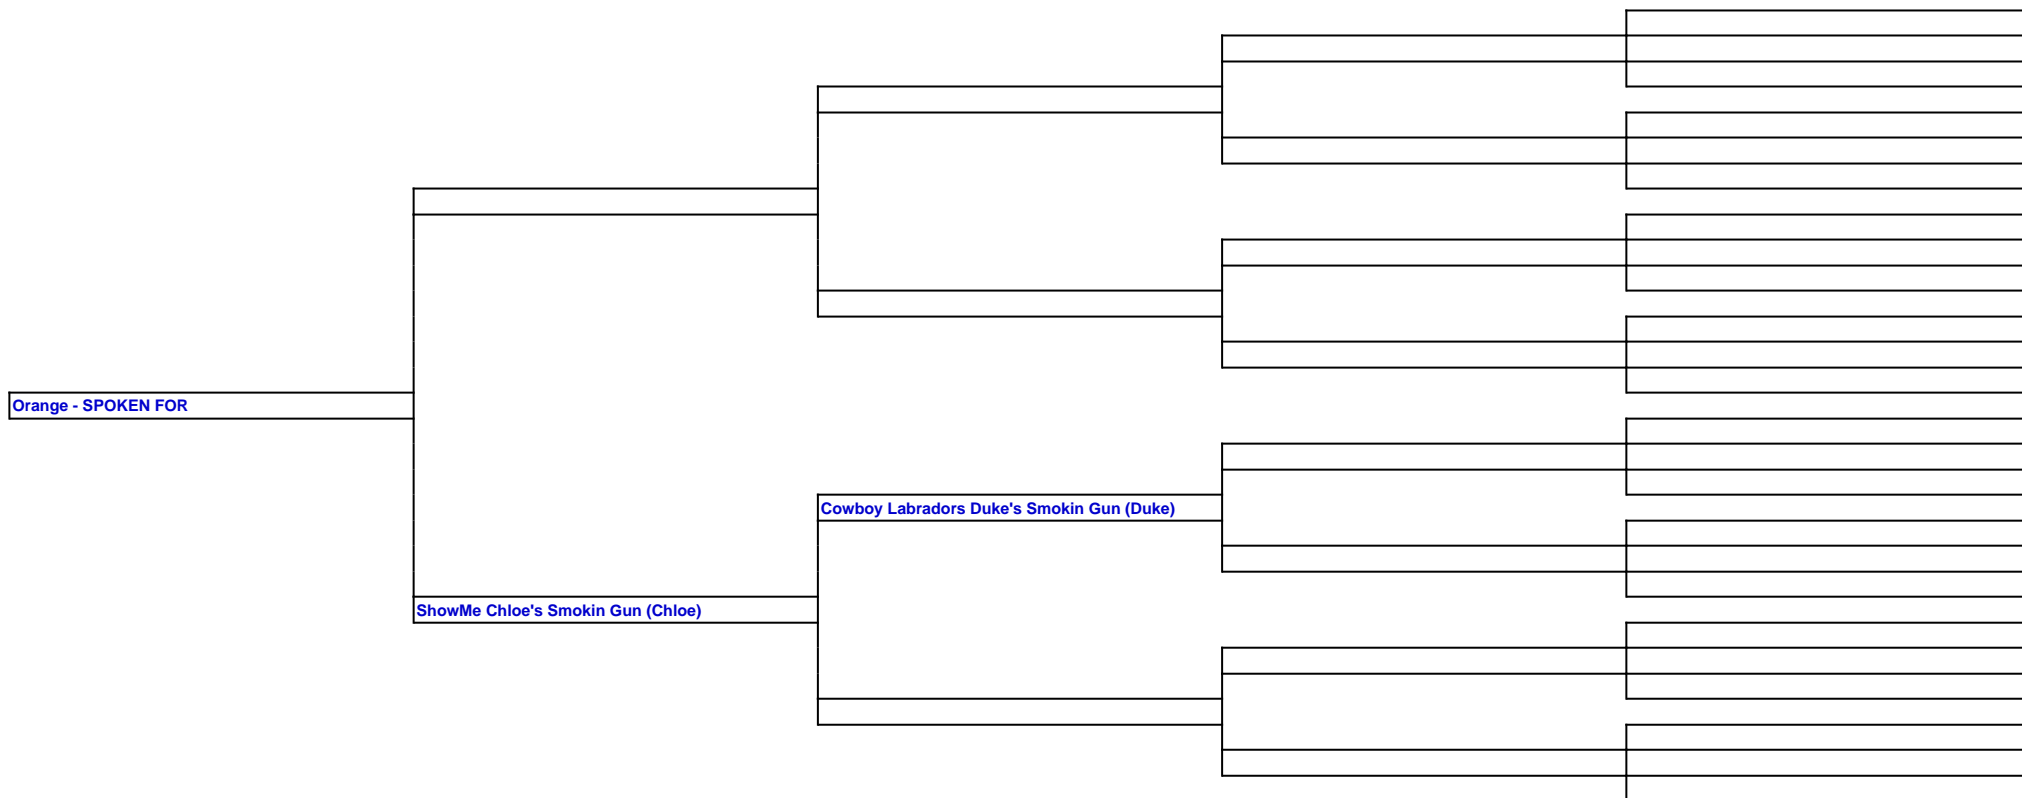 Orange - SPOKEN FOR
Cowboy Labradors Duke's Smokin Gun (Duke)
ShowMe Chloe's Smokin Gun (Chloe)